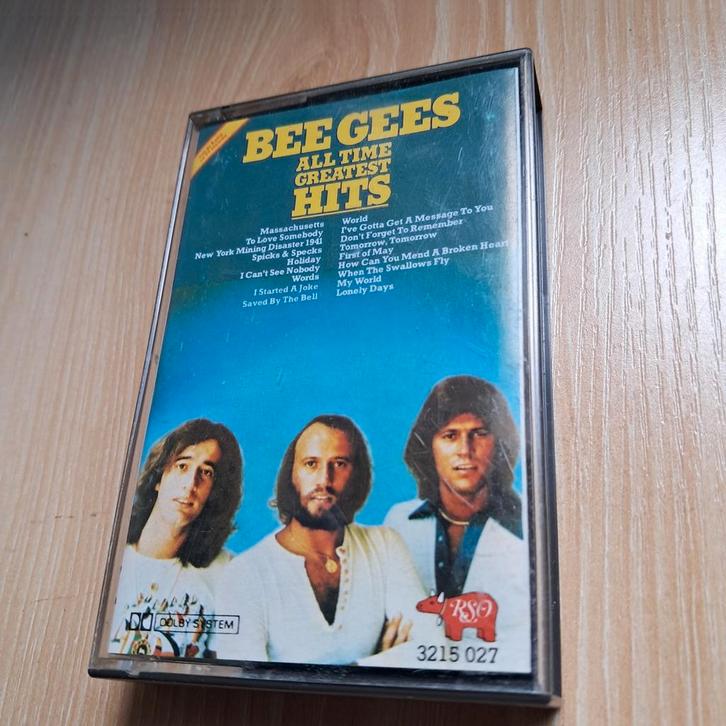 BEE GEES
ALL TIME
GREATEST
HITS
Massachusetts
To Love Somebody
New York Mining Disaster 1941
Spicks & Specks
Holiday
I Can't See Nobody
Words
I Started A Joke
Saved By The Bell
World
I've Gotta Get A Message To You
Don't Forget To Remember
Tomorrow, Tomorrow
First of May
How Can You Mend A Broken Heart
When The Swallows Fly
My World
Lonely Days
DOLBY SYSTEM
RSO
3215 027